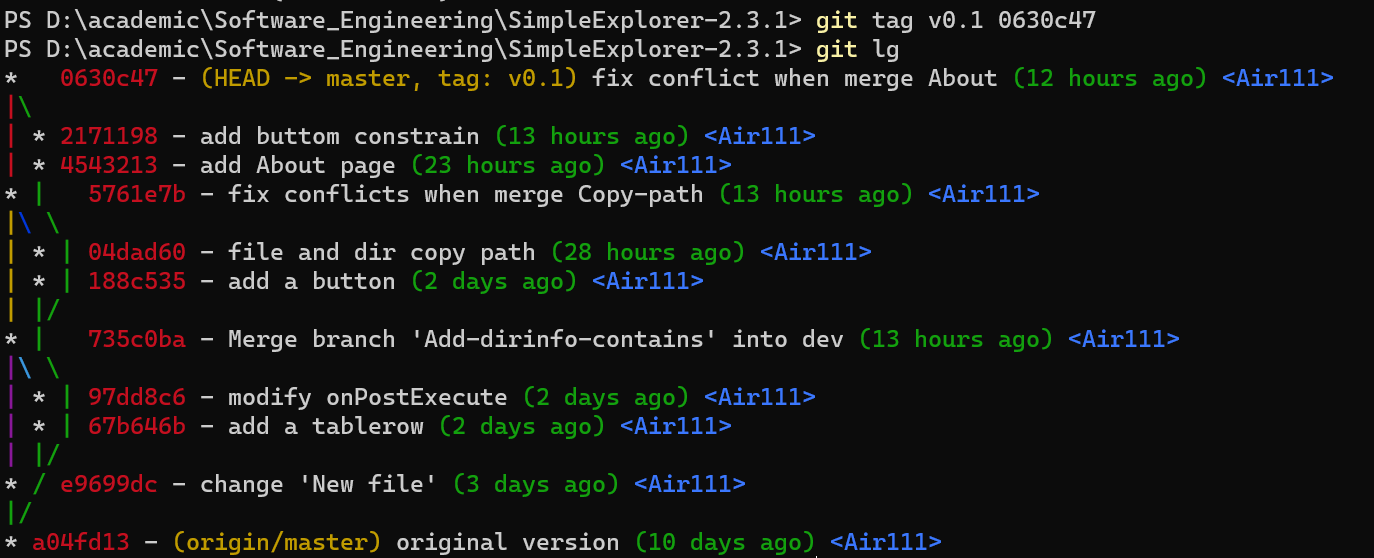 PS D:\academic\Software_Engineering\SimpleExplorer-2.3.1> git tag v0.1 0630c47
PS D:\academic\Software_Engineering\SimpleExplorer-2.3.1> git lg
*   0630c47 - (HEAD -> master, tag: v0.1) fix conflict when merge About (12 hours ago) <Air111>
|\
| * 2171198 - add buttom constrain (13 hours ago) <Air111>
| * 4543213 - add About page (23 hours ago) <Air111>
* |   5761e7b - fix conflicts when merge Copy-path (13 hours ago) <Air111>
|\ \
| * | 04dad60 - file and dir copy path (28 hours ago) <Air111>
| * | 188c535 - add a button (2 days ago) <Air111>
| |/
* |   735c0ba - Merge branch 'Add-dirinfo-contains' into dev (13 hours ago) <Air111>
|\ \
| * | 97dd8c6 - modify onPostExecute (2 days ago) <Air111>
| * | 67b646b - add a tablerow (2 days ago) <Air111>
| |/
* / e9699dc - change 'New file' (3 days ago) <Air111>
|/
* a04fd13 - (origin/master) original version (10 days ago) <Air111>